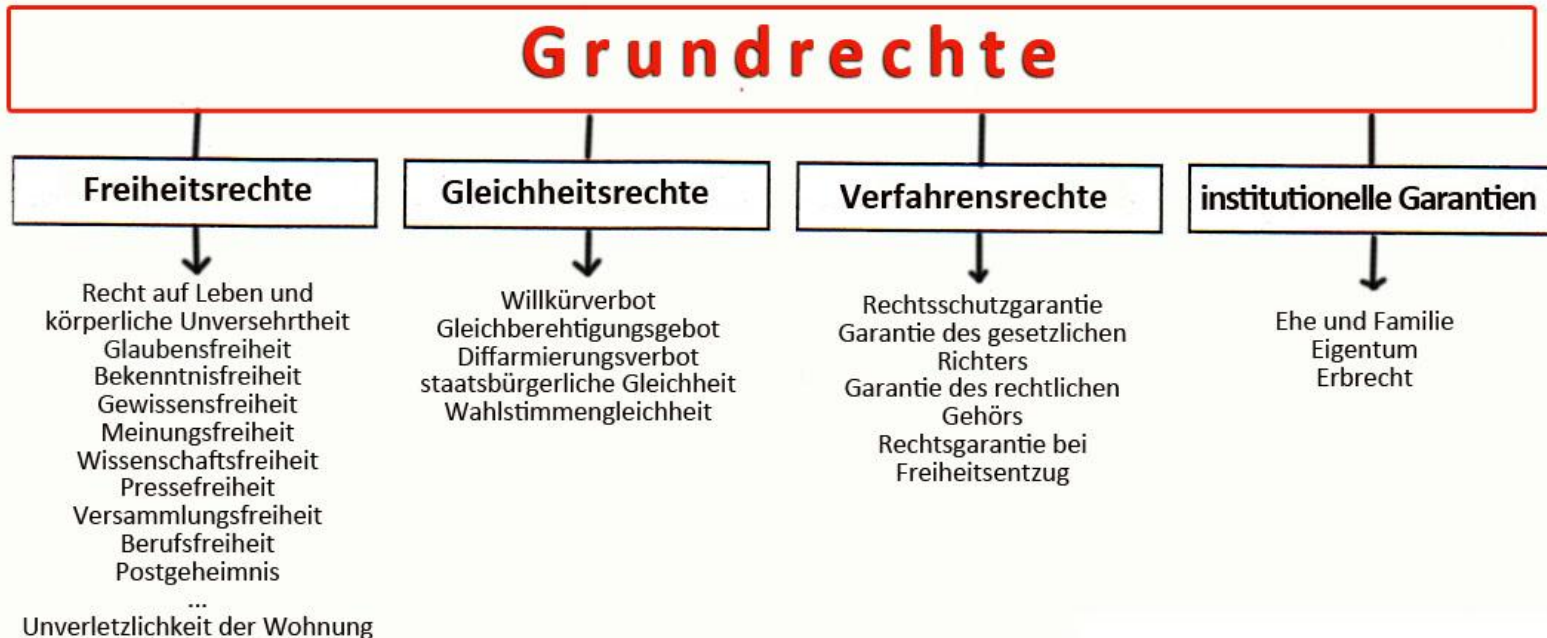 Grundrechte
Freiheitsrechte
Recht auf Leben und
körperliche Unversehrtheit
Glaubensfreiheit
Bekenntnisfreiheit
Gewissensfreiheit
Meinungsfreiheit
Wissenschaftsfreiheit
Pressefreiheit
Versammlungsfreiheit
Berufsfreiheit
Postgeheimnis
...
Unverletzlichkeit der Wohnung
Gleichheitsrechte
Willkürverbot
Gleichberehtigungsgebot
Diffarmierungsverbot
staatsbürgerliche Gleichheit
Wahlstimmengleichheit
Verfahrensrechte
Rechtsschutzgarantie
Garantie des gesetzlichen
Richters
Garantie des rechtlichen
Gehörs
Rechtsgarantie bei
Freiheitsentzug
institutionelle Garantien
Ehe und Familie
Eigentum
Erbrecht